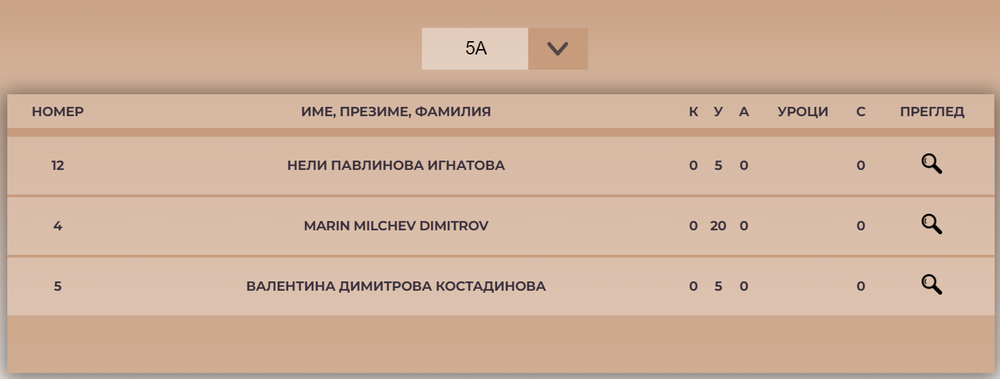 5А
НОМЕР ИМЕ, ПРЕЗИМЕ, ФАМИЛИЯ К У А УРОЦИ С ПРЕГЛЕД
12 НЕЛИ ПАВЛИНОВА ИГНАТОВА 0 5 0 0
4 MARIN MILCHEV DIMITROV 0 20 0 0
5 ВАЛЕНТИНА ДИМИТРОВА КОСТАДИНОВА 0 5 0 0